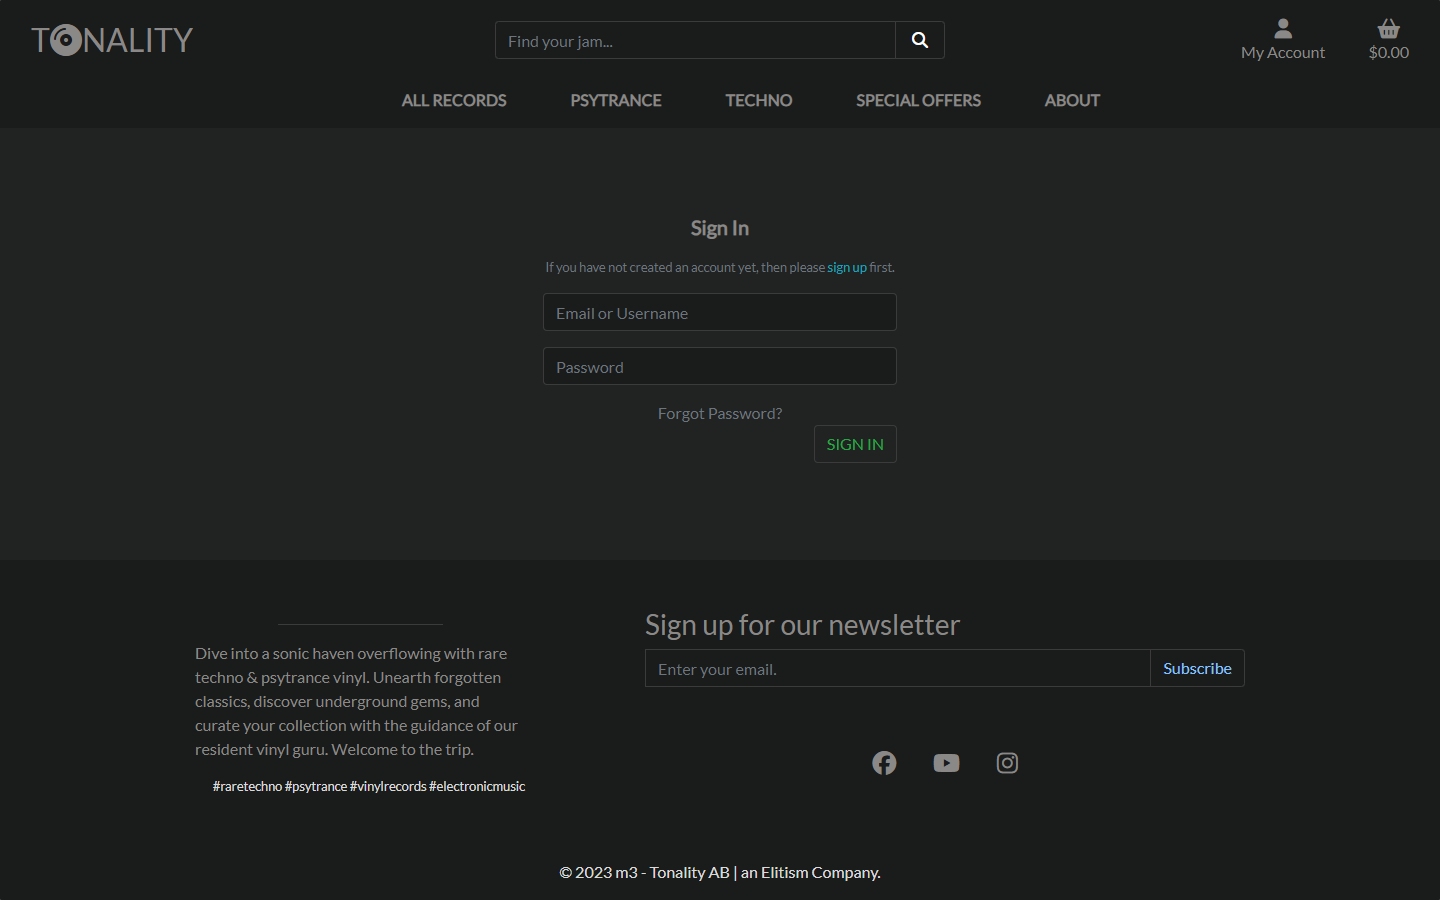 TONALITY
Find your jam...
My Account
$0.00
ALL RECORDS
PSYTRANCE
TECHNO
SPECIAL OFFERS
ABOUT
Sign In
If you have not created an account yet, then please sign up first.
Email or Username
Password
Forgot Password?
SIGN IN
Dive into a sonic haven overflowing with rare
techno & psytrance vinyl. Unearth forgotten
classics, discover underground gems, and
curate your collection with the guidance of our
resident vinyl guru. Welcome to the trip.
#raretechno #psytrance #vinylrecords #electronicmusic
Sign up for our newsletter
Enter your email.
Subscribe
© 2023 m3 - Tonality AB | an Elitism Company.